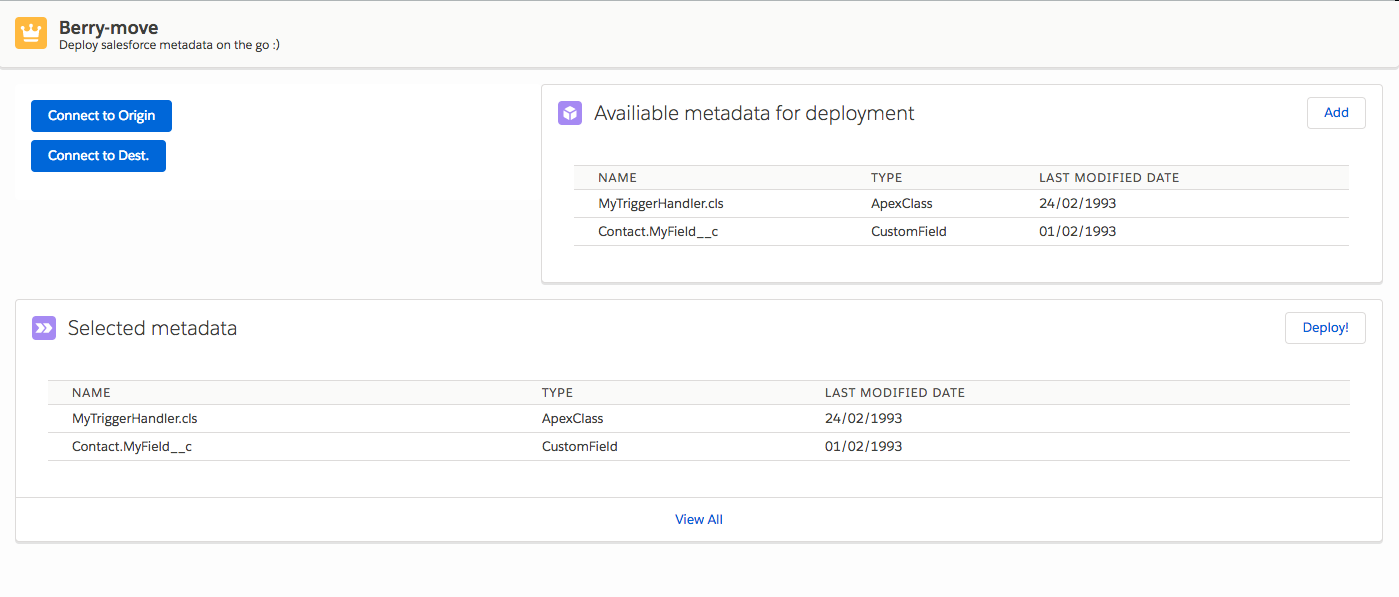 Berry-move
Deploy salesforce metadata on the go :)
Connect to Origin
Connect to Dest.
Availiable metadata for deployment
Add
NAME TYPE LAST MODIFIED DATE
MyTriggerHandler.cls ApexClass 24/02/1993
Contact.MyField__c CustomField 01/02/1993
Selected metadata
Deploy!
NAME TYPE LAST MODIFIED DATE
MyTriggerHandler.cls ApexClass 24/02/1993
Contact.MyField__c CustomField 01/02/1993
View All